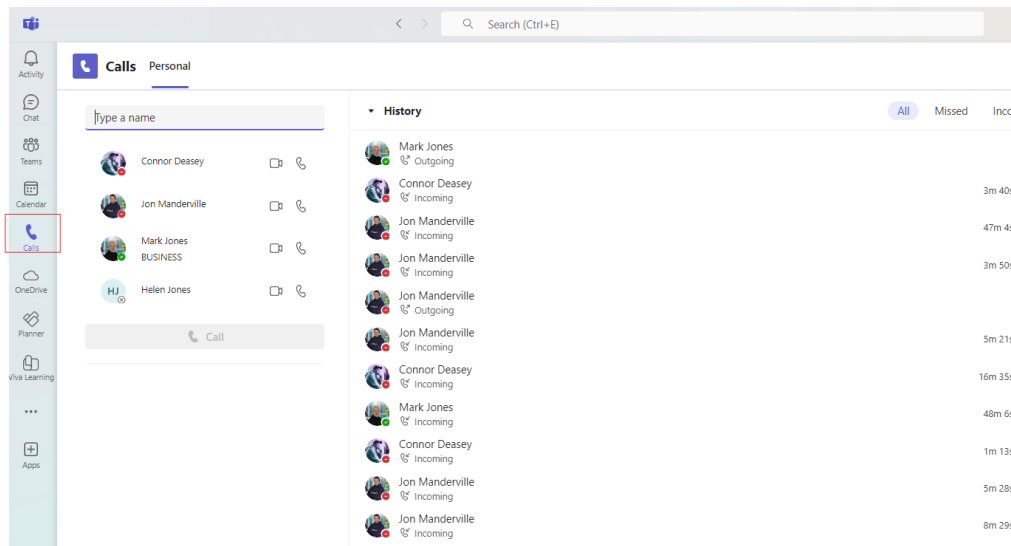 Search (Ctrl+E)
Activity
Chat
Teams
Calendar
Calls
OneDrive
Planner
Viva Learning
Apps
Calls Personal
Type a name
Connor Deasey
Jon Manderville
Mark Jones
BUSINESS
HJ Helen Jones
Call
History All Missed Inco
Mark Jones
Outgoing
Connor Deasey
Incoming 3m 40s
Jon Manderville
Incoming 47m 4s
Jon Manderville
Incoming 3m 50s
Jon Manderville
Outgoing
Jon Manderville
Incoming 5m 21s
Connor Deasey
Incoming 16m 35s
Mark Jones
Incoming 48m 6s
Connor Deasey
Incoming 1m 13s
Jon Manderville
Incoming 5m 28s
Jon Manderville
Incoming 8m 29s